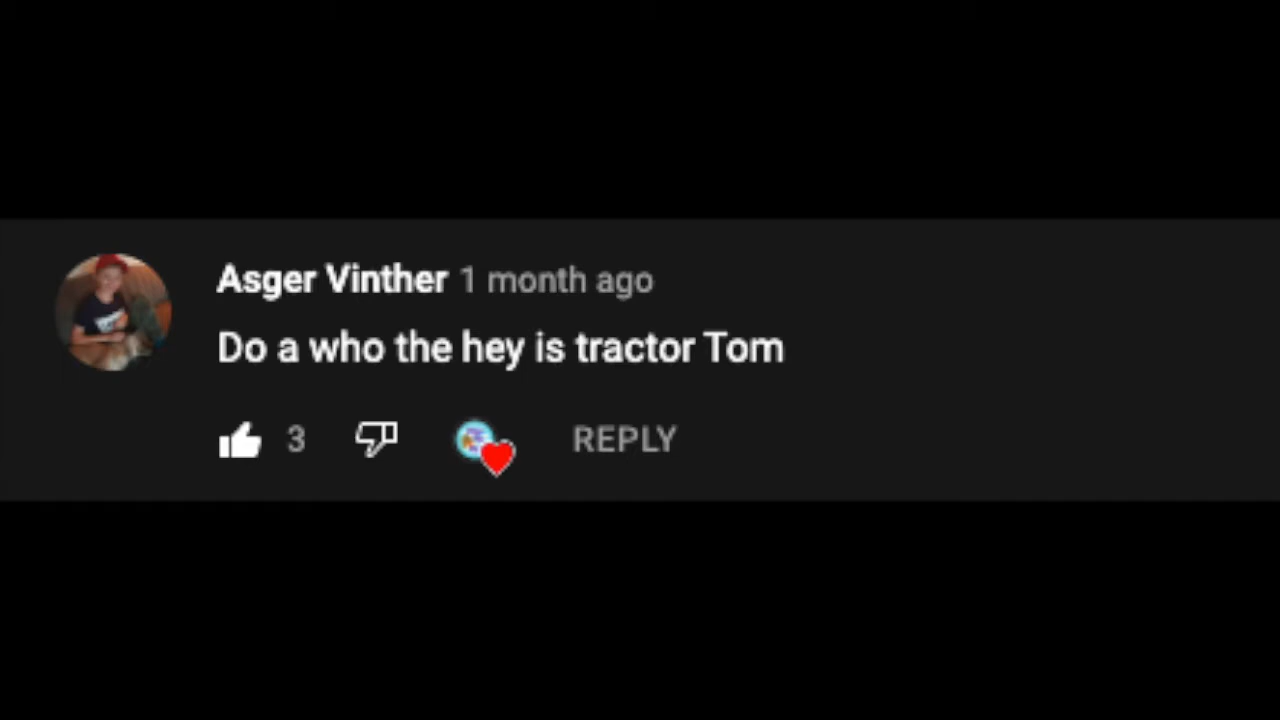 Asger Vinther 1 month ago
Do a who the hey is tractor Tom
3 REPLY